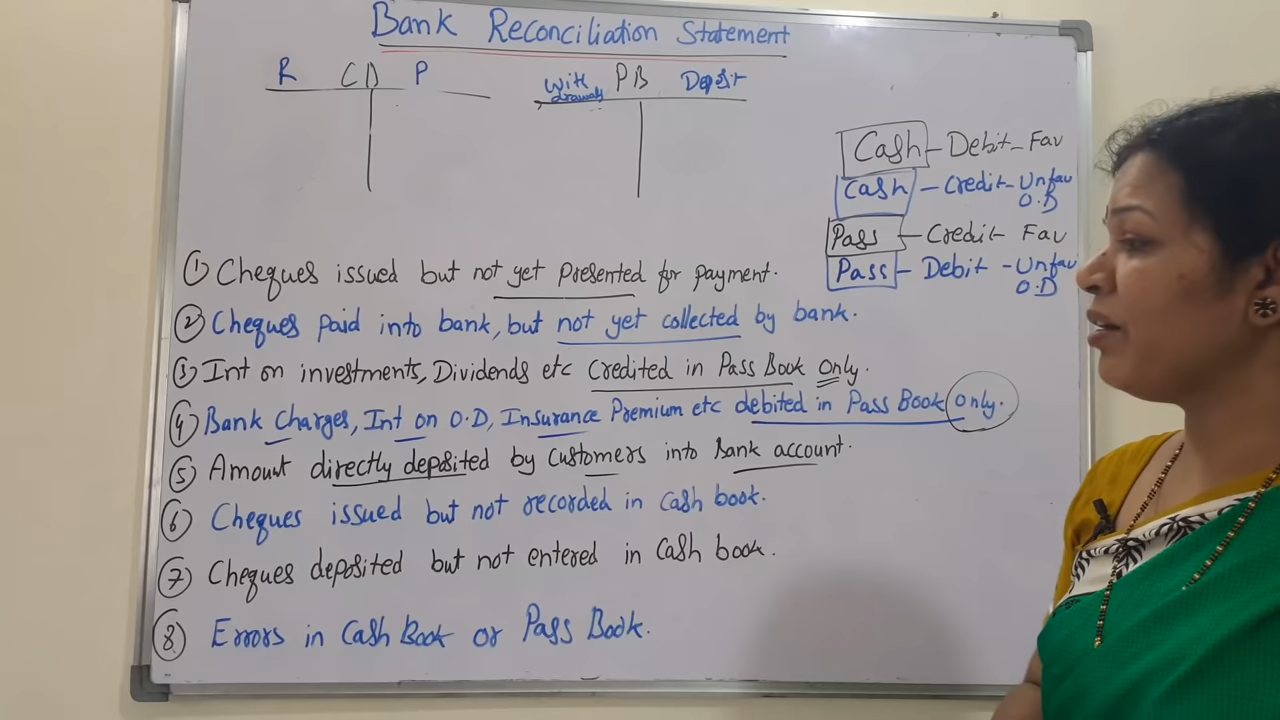 Bank Reconciliation Statement
R CD P
With drawals PB Deposit
Cash - Debit - Fav
Cash - Credit - Unfav
O.D
Pass - Credit Fav
Pass - Debit - Unfav
O.D
① Cheques issued but not yet presented for payment.
② Cheques paid into bank, but not yet collected by bank.
③ Int on investments, Dividends etc Credited in Pass Book Only.
④ Bank Charges, Int on O.D, Insurance Premium etc debited in Pass Book only.
⑤ Amount directly deposited by Customers into Bank account.
⑥ Cheques issued but not recorded in cash book.
⑦ Cheques deposited but not entered in Cash book.
⑧ Errors in Cash Book or Pass Book.